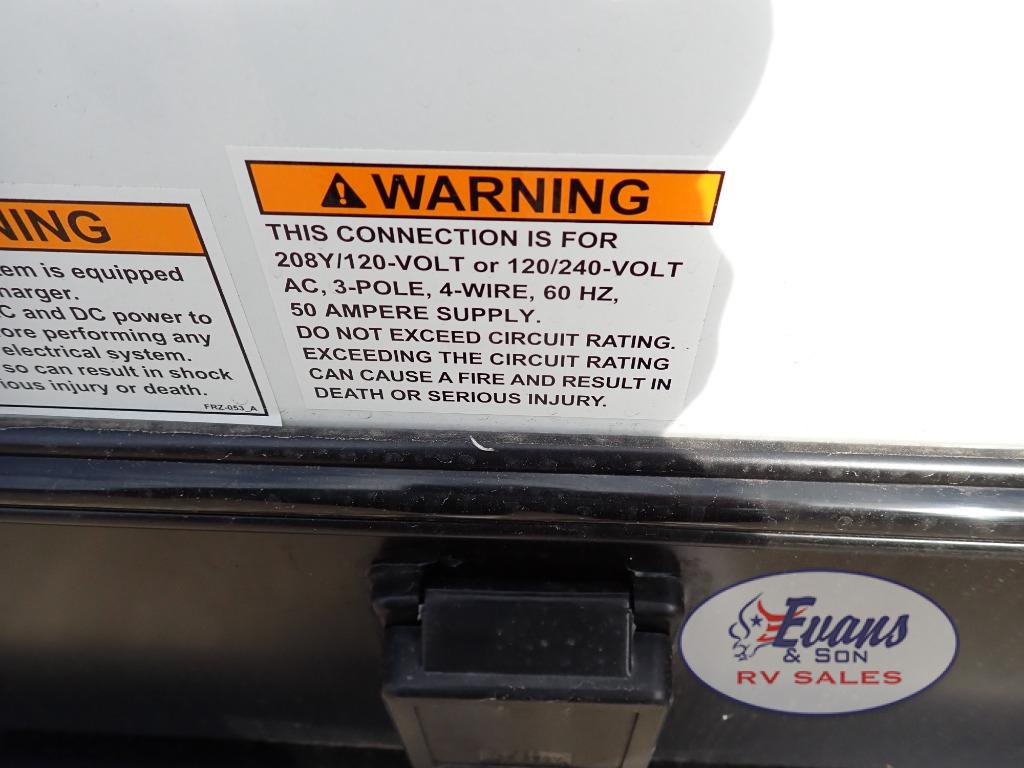 NING
tem is equipped
harger.
C and DC power to
ore performing any
electrical system.
so can result in shock
ious injury or death.
FRZ-053_A
WARNING
THIS CONNECTION IS FOR
208Y/120-VOLT or 120/240-VOLT
AC, 3-POLE, 4-WIRE, 60 HZ,
50 AMPERE SUPPLY.
DO NOT EXCEED CIRCUIT RATING.
EXCEEDING THE CIRCUIT RATING
CAN CAUSE A FIRE AND RESULT IN
DEATH OR SERIOUS INJURY.
Evans
& SON
RV SALES